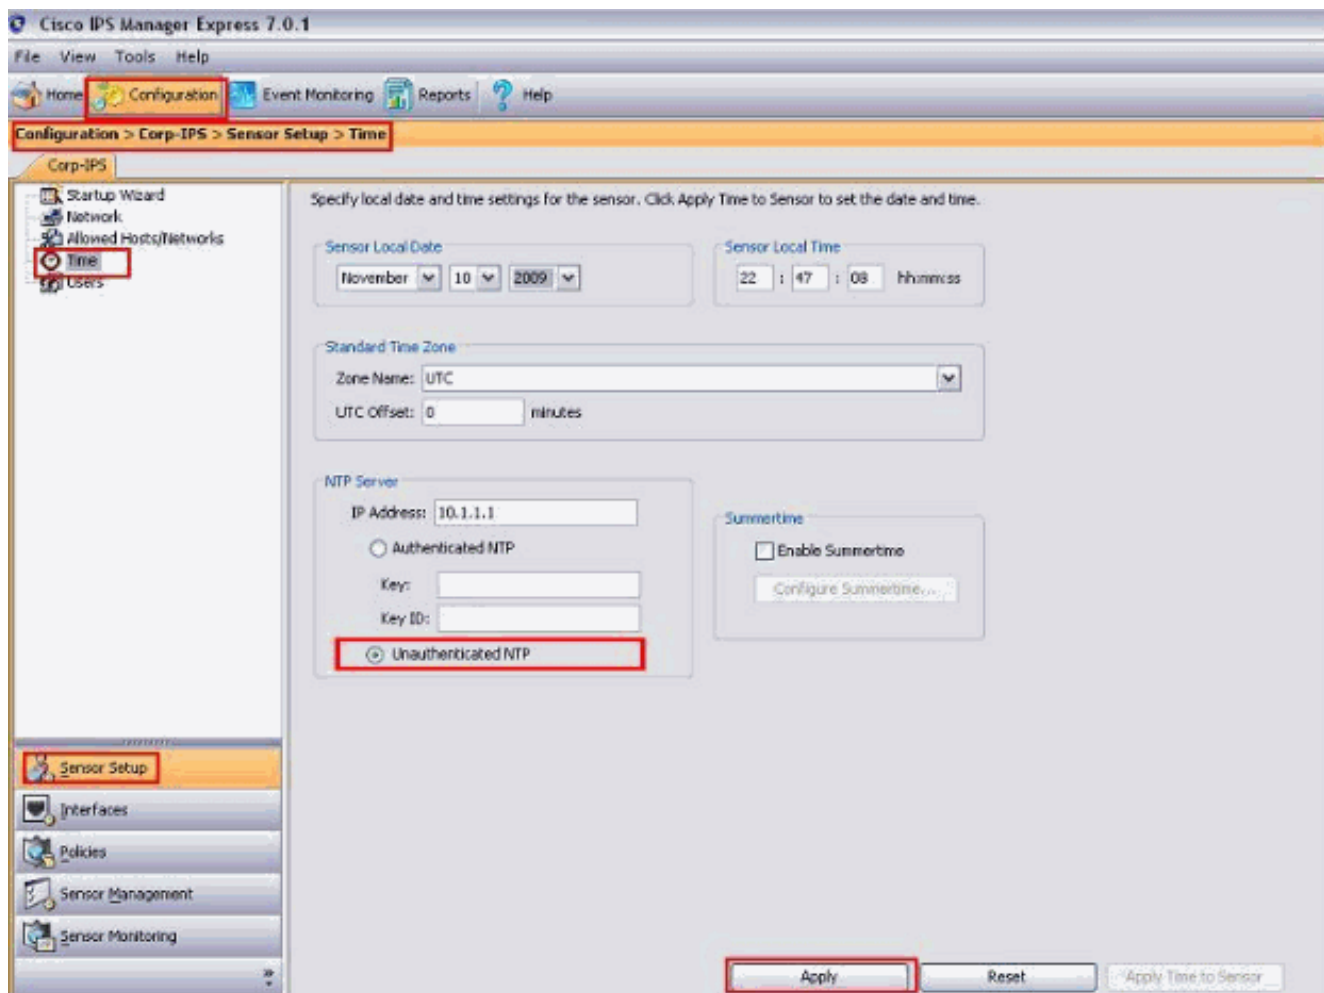 Cisco IPS Manager Express 7.0.1
File View Tools Help
Home Configuration Event Monitoring Reports Help
Configuration > Corp-IPS > Sensor Setup > Time
Corp-IPS
Startup Wizard
Network
Allowed Hosts/Networks
Time
Users
Specify local date and time settings for the sensor. Click Apply Time to Sensor to set the date and time.
Sensor Local Date
November 10 2009
Sensor Local Time
22 : 47 : 08 hh:mm:ss
Standard Time Zone
Zone Name: UTC
UTC Offset: 0 minutes
NTP Server
IP Address: 10.1.1.1
Authenticated NTP
Key:
Key ID:
Unauthenticated NTP
Summertime
Enable Summertime
Configure Summertime...
Sensor Setup
Interfaces
Policies
Sensor Management
Sensor Monitoring
Apply Reset Apply Time to Sensor